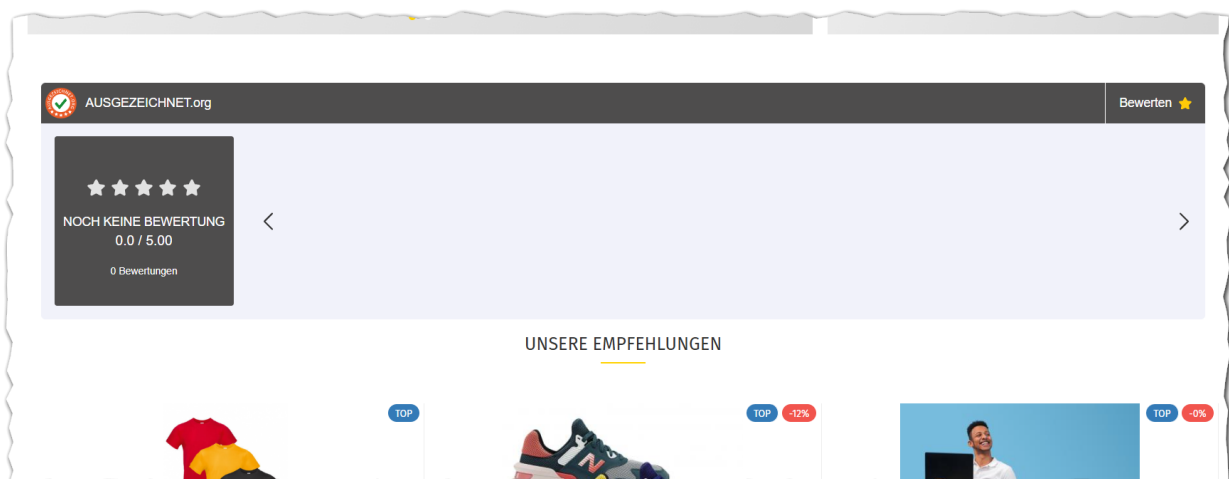 AUSGEZEICHNET.org
Bewerten
NOCH KEINE BEWERTUNG
0.0 / 5.00
0 Bewertungen
UNSERE EMPFEHLUNGEN
TOP
TOP -12%
TOP -0%
N